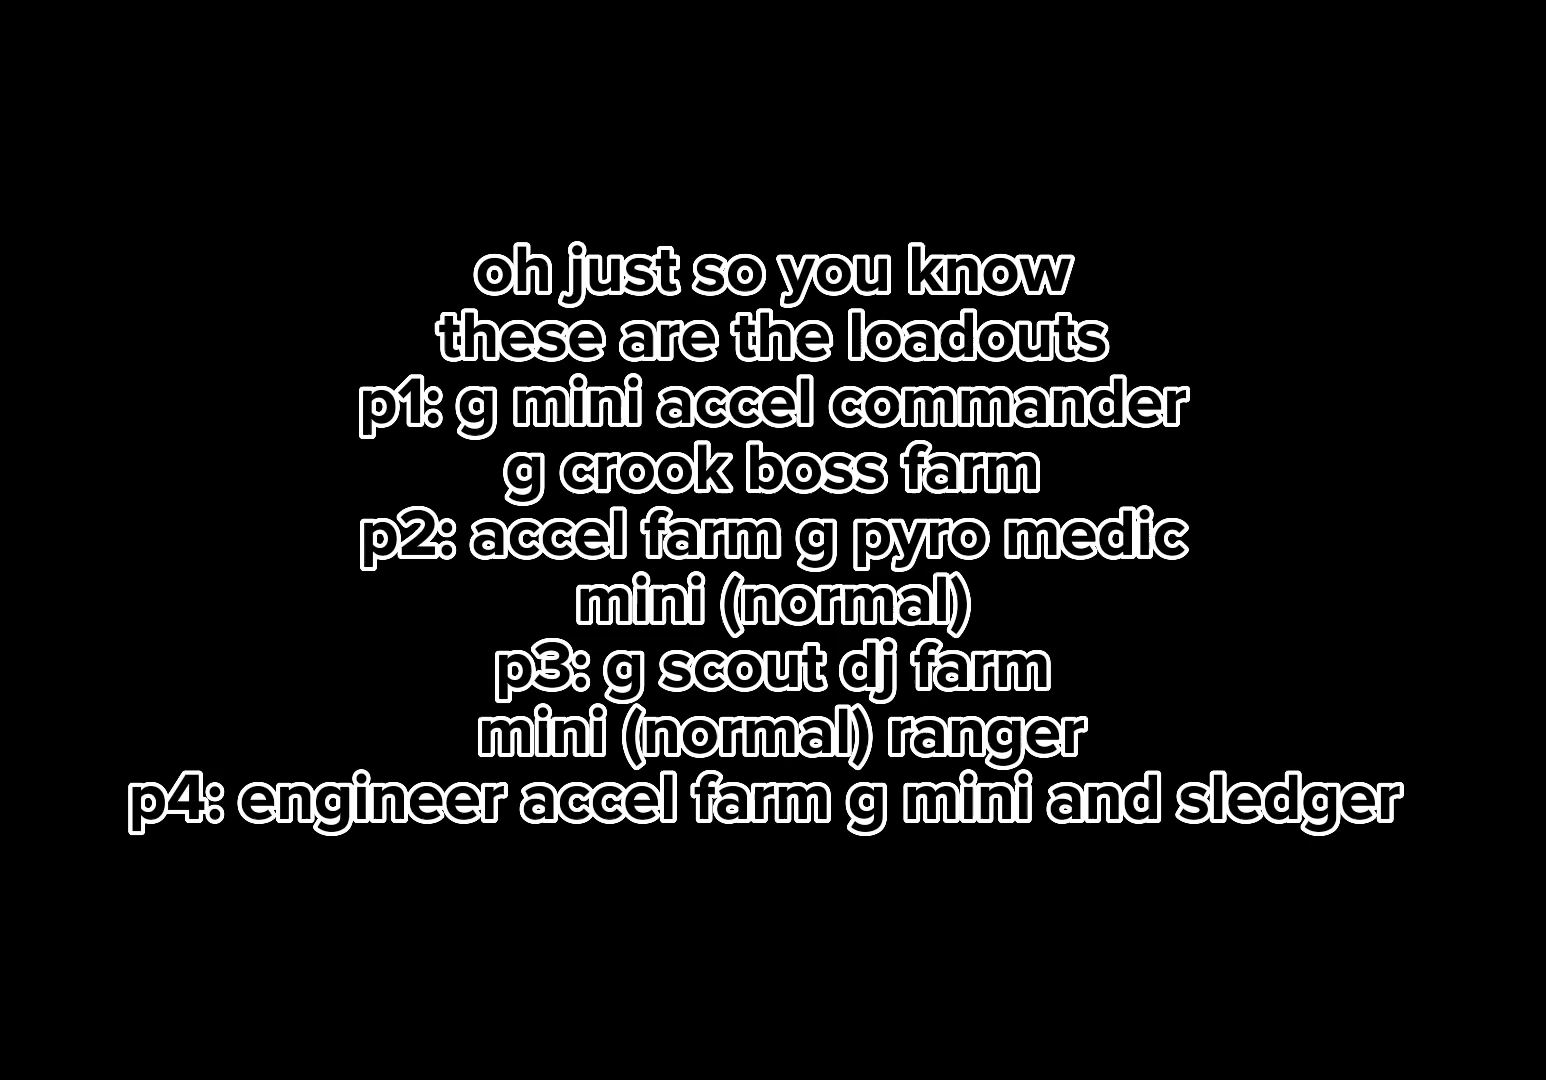 oh just so you know
these are the loadouts
p1: g mini accel commander
g crook boss farm
p2: accel farm g pyro medic
mini (normal)
p3: g scout dj farm
mini (normal) ranger
p4: engineer accel farm g mini and sledger